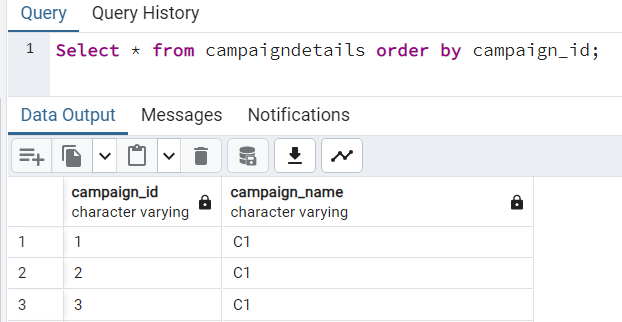 Query Query History
1 Select * from campaigndetails order by campaign_id;
Data Output Messages Notifications
campaign_id campaign_name
character varying character varying
1 1 C1
2 2 C1
3 3 C1